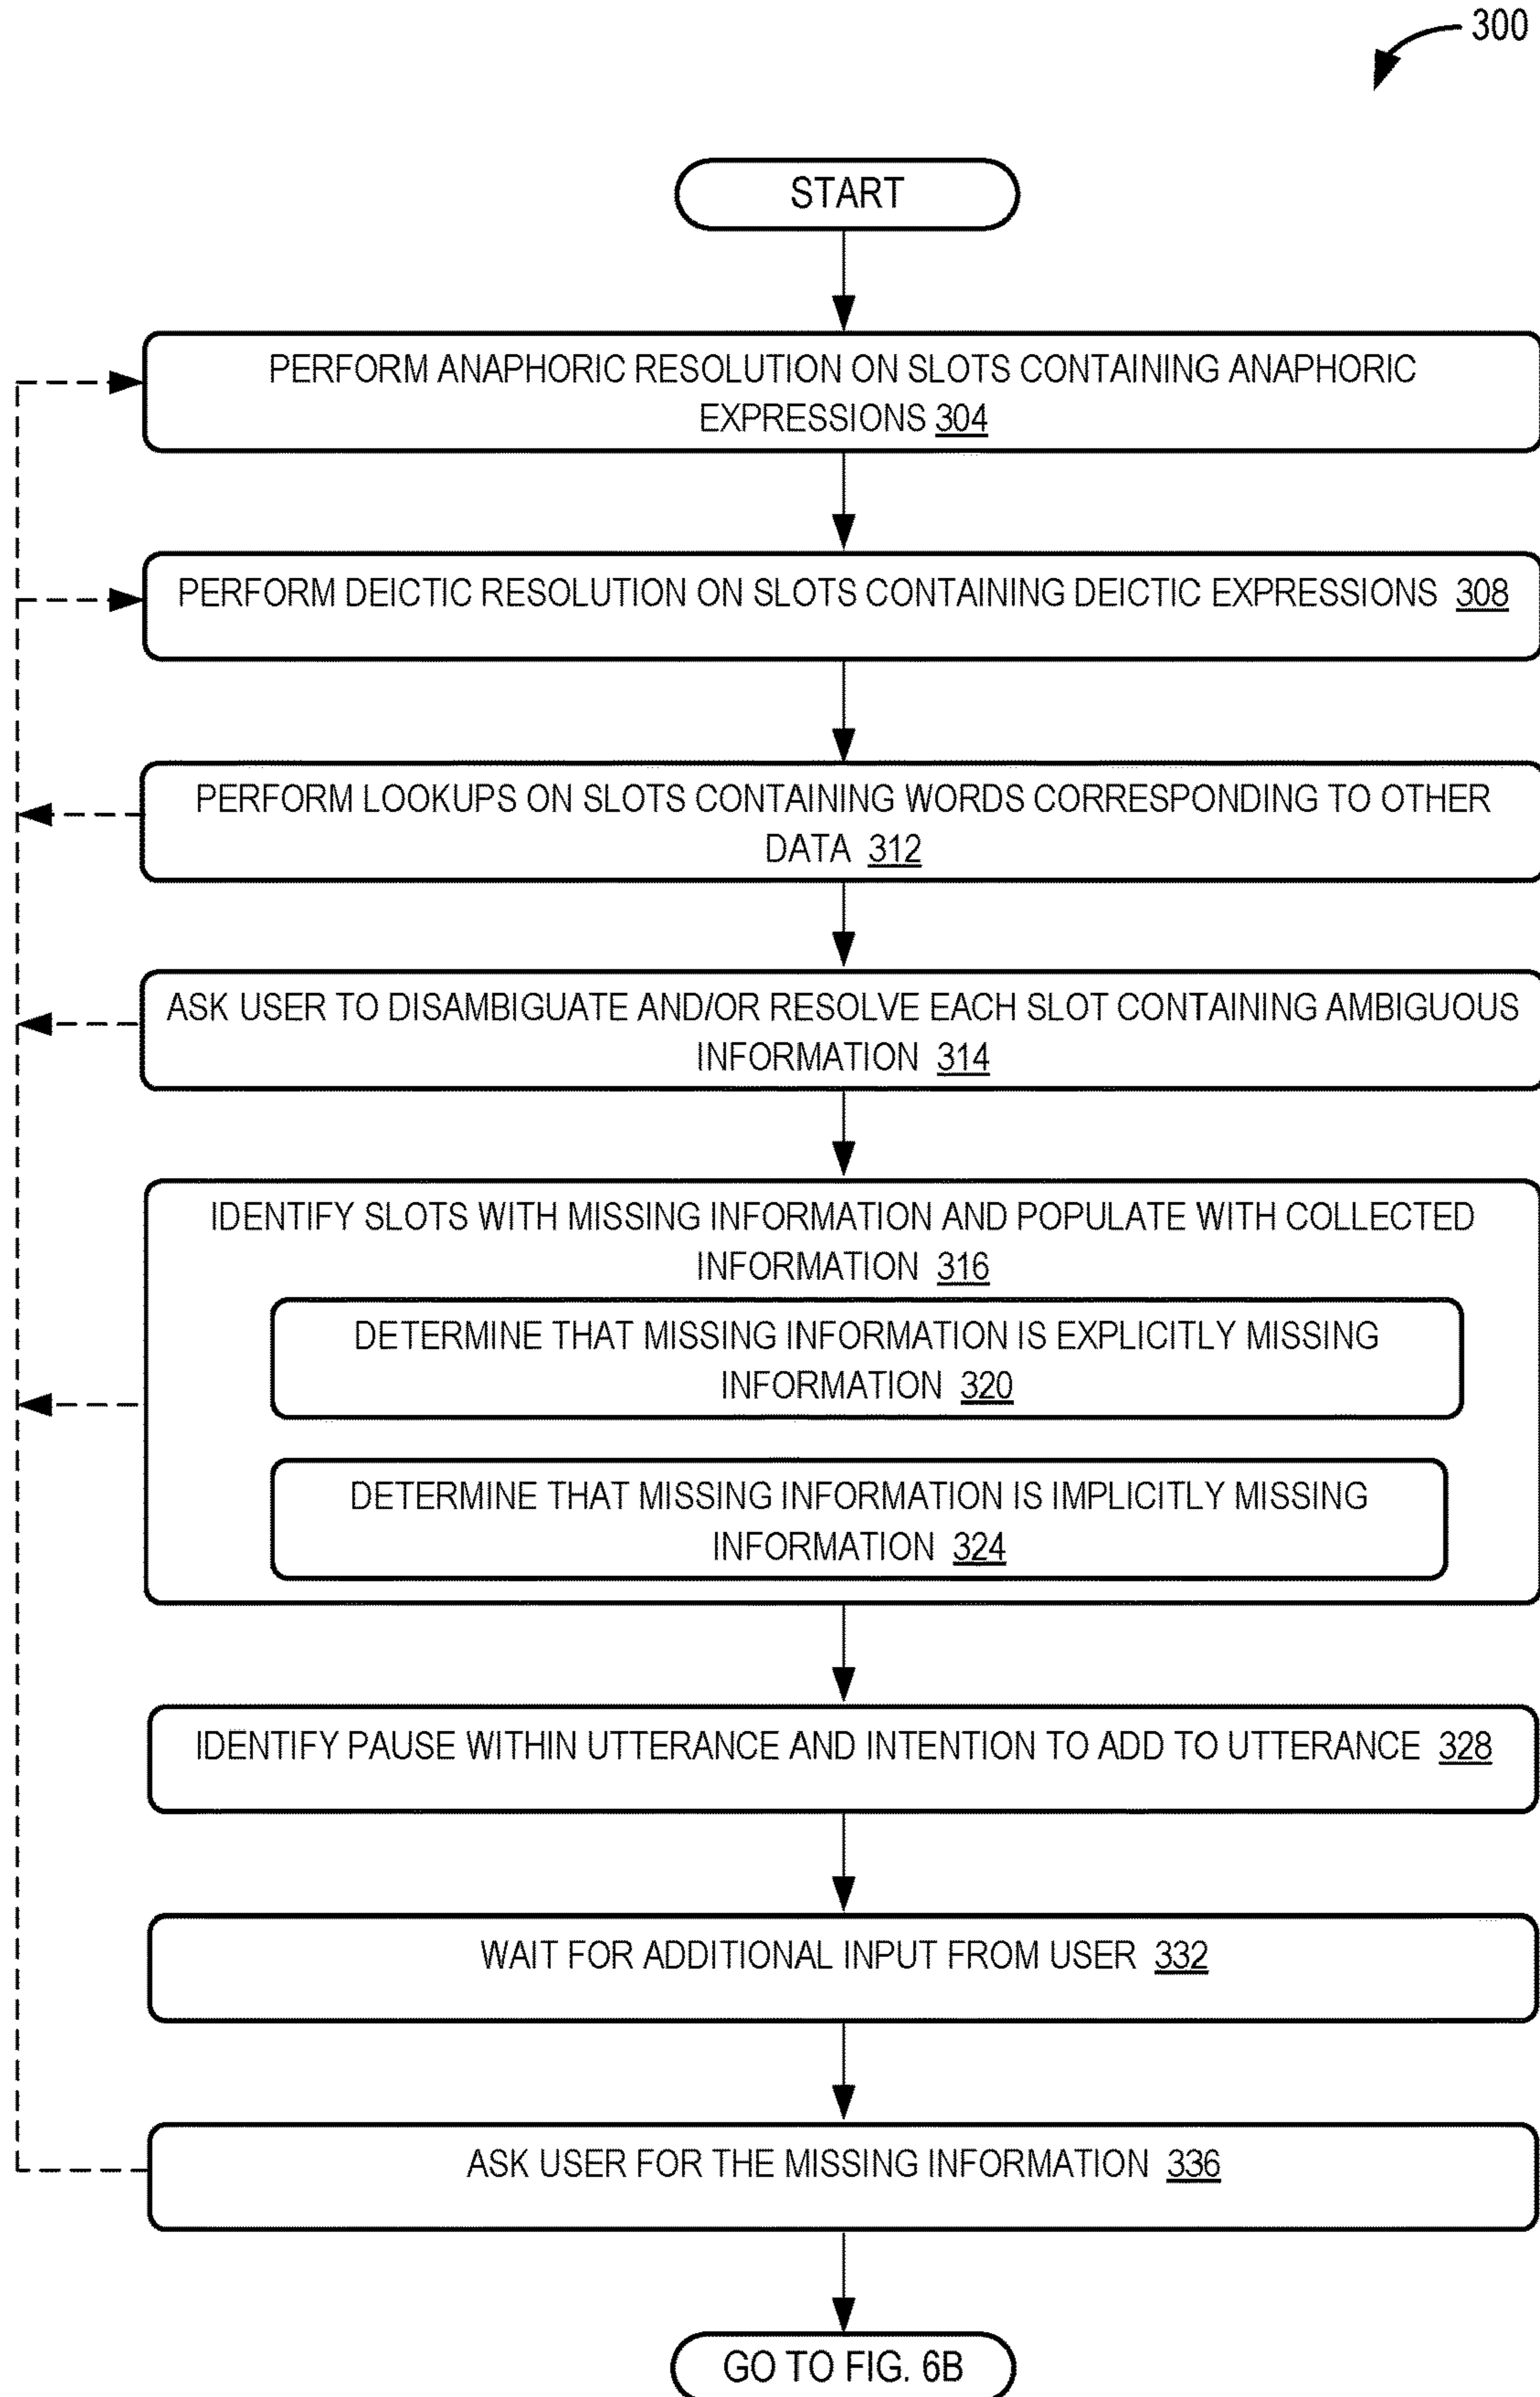 300
START
PERFORM ANAPHORIC RESOLUTION ON SLOTS CONTAINING ANAPHORIC
EXPRESSIONS 304
PERFORM DEICTIC RESOLUTION ON SLOTS CONTAINING DEICTIC EXPRESSIONS 308
PERFORM LOOKUPS ON SLOTS CONTAINING WORDS CORRESPONDING TO OTHER
DATA 312
ASK USER TO DISAMBIGUATE AND/OR RESOLVE EACH SLOT CONTAINING AMBIGUOUS
INFORMATION 314
IDENTIFY SLOTS WITH MISSING INFORMATION AND POPULATE WITH COLLECTED
INFORMATION 316
DETERMINE THAT MISSING INFORMATION IS EXPLICITLY MISSING
INFORMATION 320
DETERMINE THAT MISSING INFORMATION IS IMPLICITLY MISSING
INFORMATION 324
IDENTIFY PAUSE WITHIN UTTERANCE AND INTENTION TO ADD TO UTTERANCE 328
WAIT FOR ADDITIONAL INPUT FROM USER 332
ASK USER FOR THE MISSING INFORMATION 336
GO TO FIG. 6B